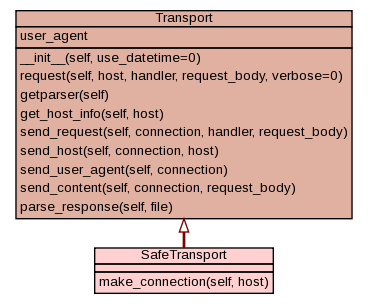 Transport
user_agent
__init__(self, use_datetime=0)
request(self, host, handler, request_body, verbose=0)
getparser(self)
get_host_info(self, host)
send_request(self, connection, handler, request_body)
send_host(self, connection, host)
send_user_agent(self, connection)
send_content(self, connection, request_body)
parse_response(self, file)
SafeTransport
make_connection(self, host)